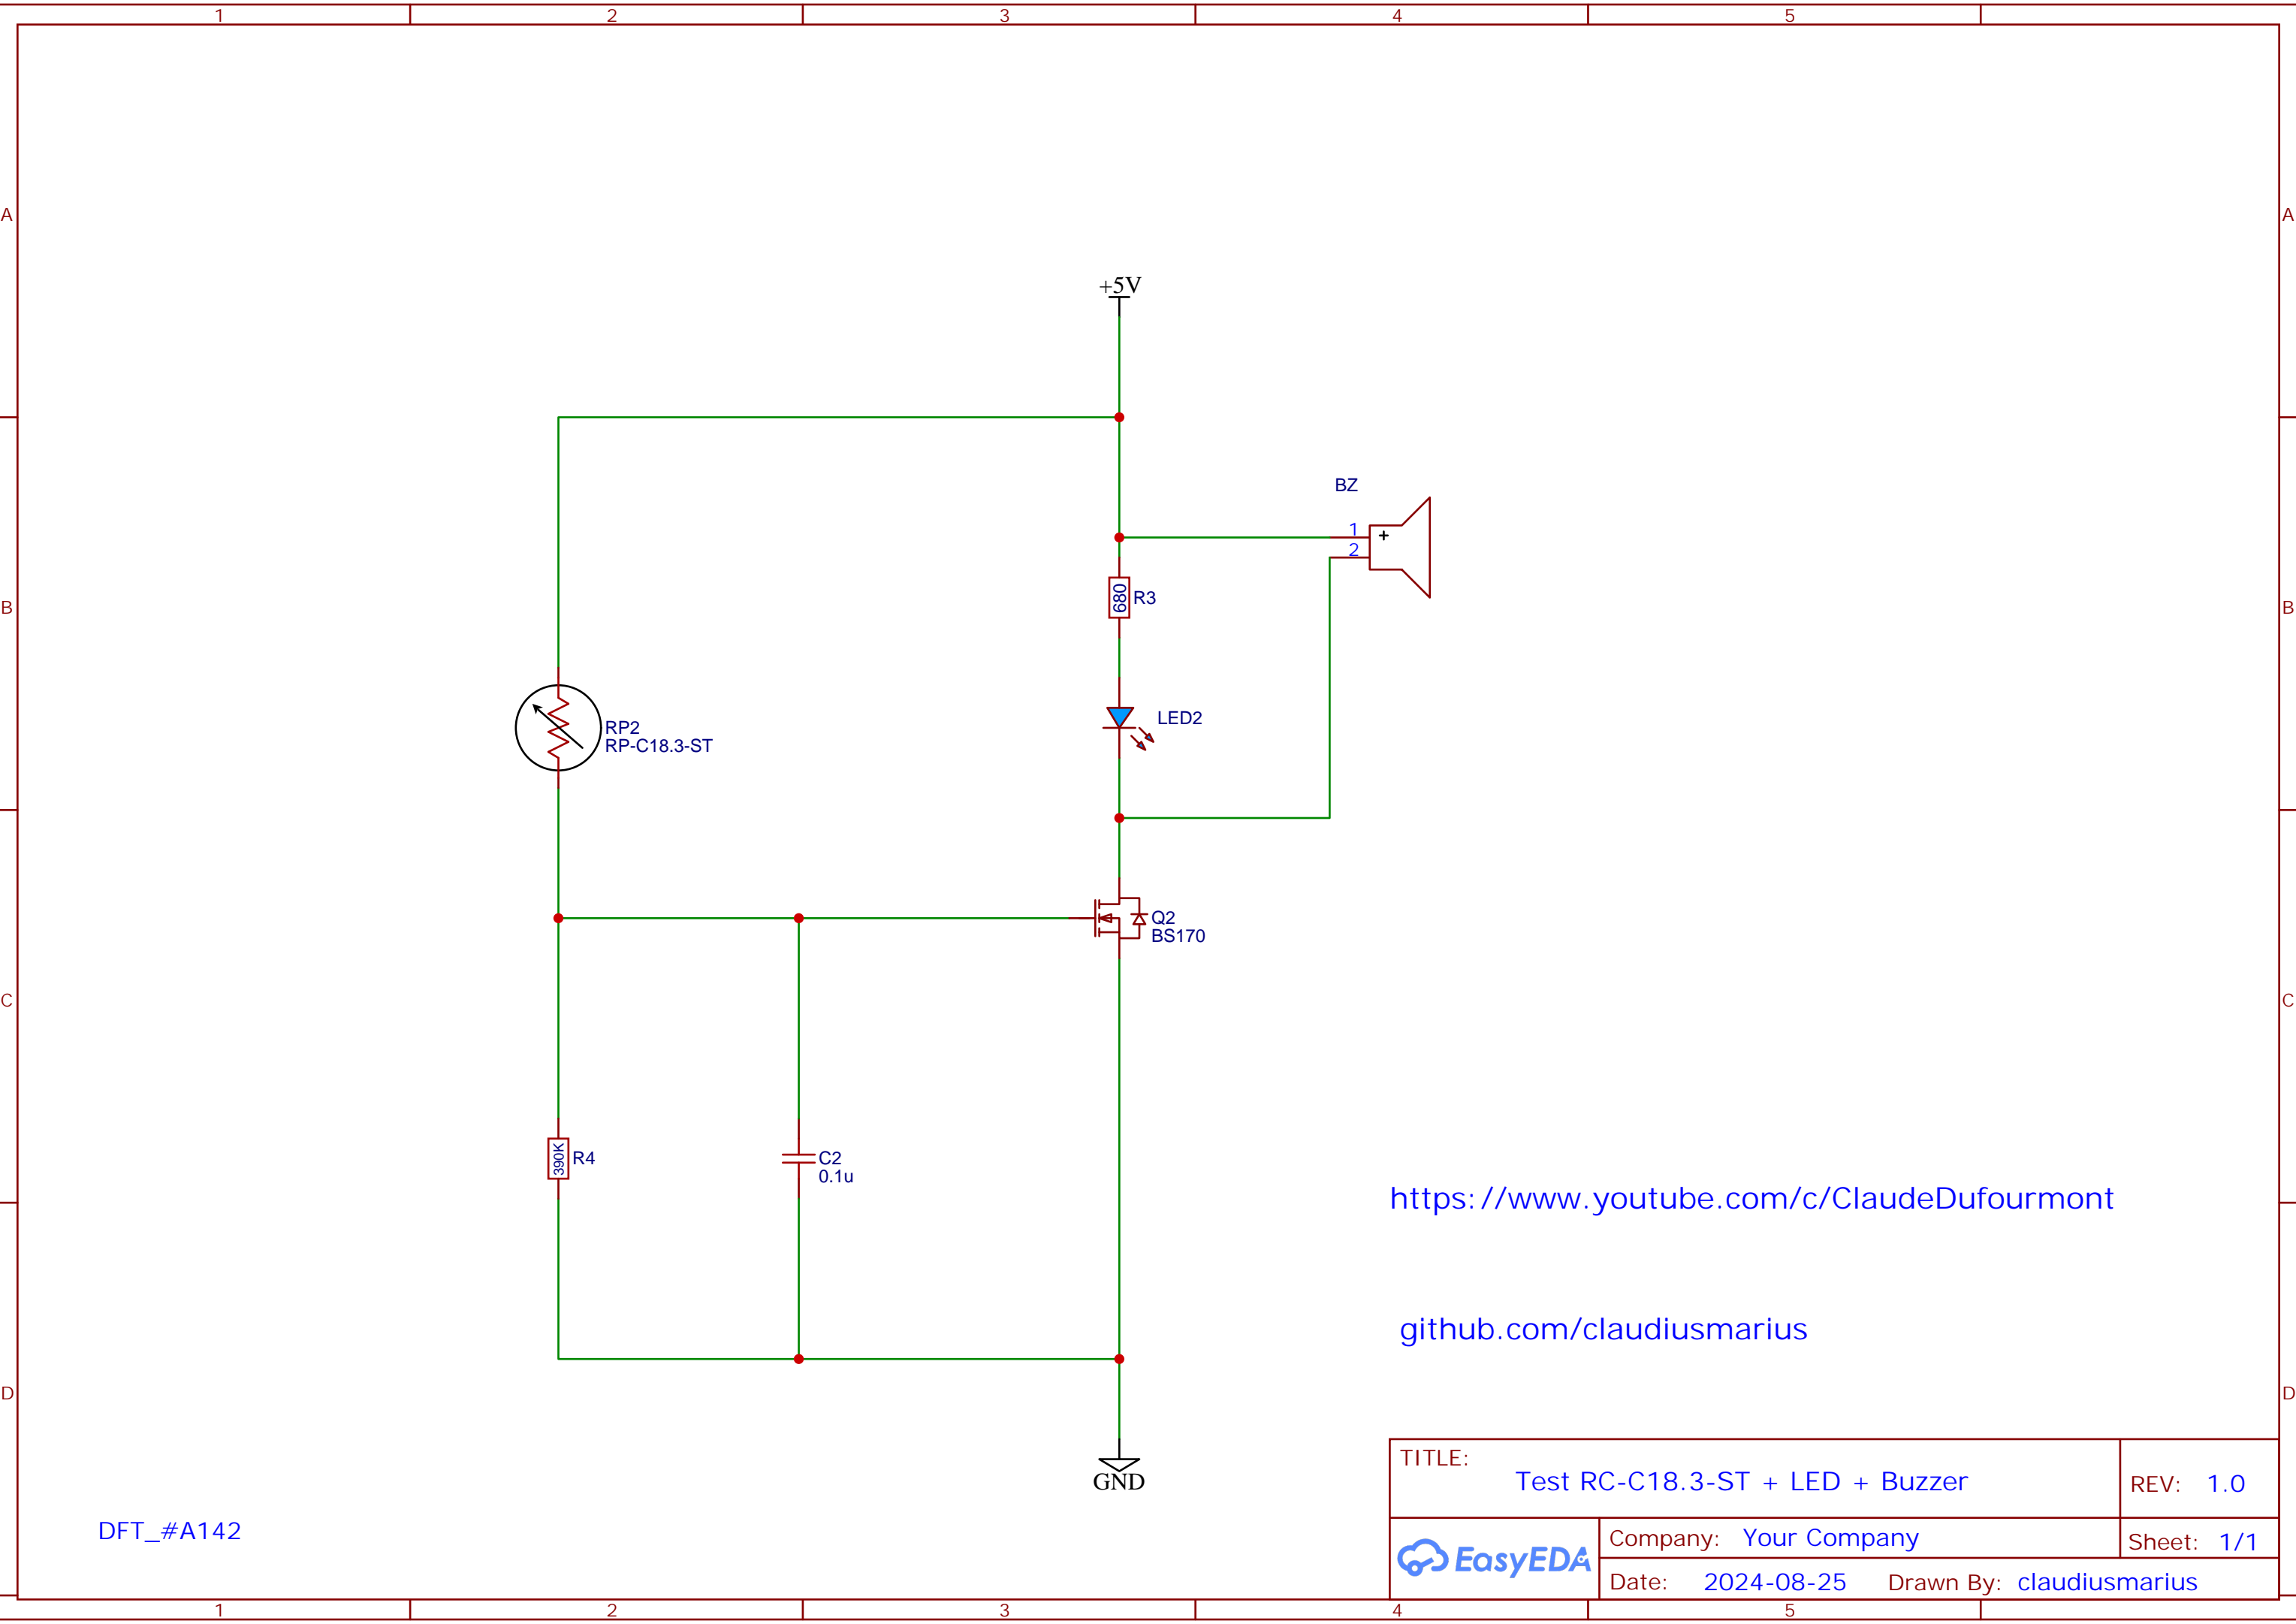 1 2 3 4 5
A A
+5V
BZ
1
+
2
B B
680 R3
LED2
RP2
RP-C18.3-ST
Q2
BS170
C C
390K R4
C2
0.1u
https://www.youtube.com/c/ClaudeDufourmont
github.com/claudiusmarius
D D
GND
TITLE:
Test RC-C18.3-ST + LED + Buzzer
REV: 1.0
DFT_#A142
EasyEDA
Company: Your Company
Sheet: 1/1
Date: 2024-08-25 Drawn By: claudiusmarius
1 2 3 4 5